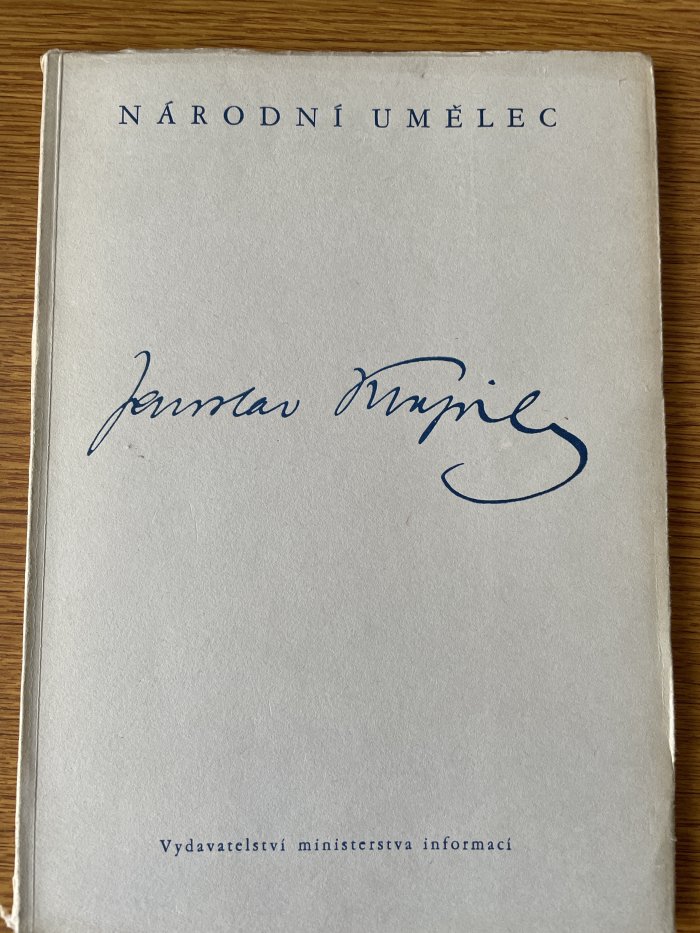 NÁRODNÍ UMĚLEC
Jaroslav Kvapil
Vydavatelství ministerstva informací